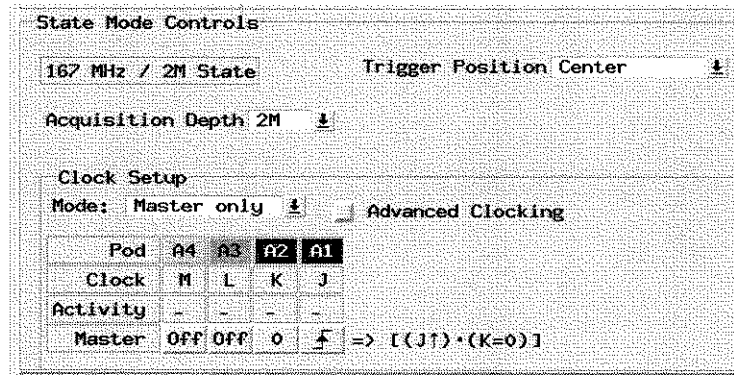 State Mode Controls
167 MHz / 2M State
Trigger Position Center
Acquisition Depth 2M
Clock Setup
Mode: Master only
Advanced Clocking
Pod A4 A3 A2 A1
Clock M L K J
Activity - - - -
Master Off Off 0 => [(J↑)·(K=0)]